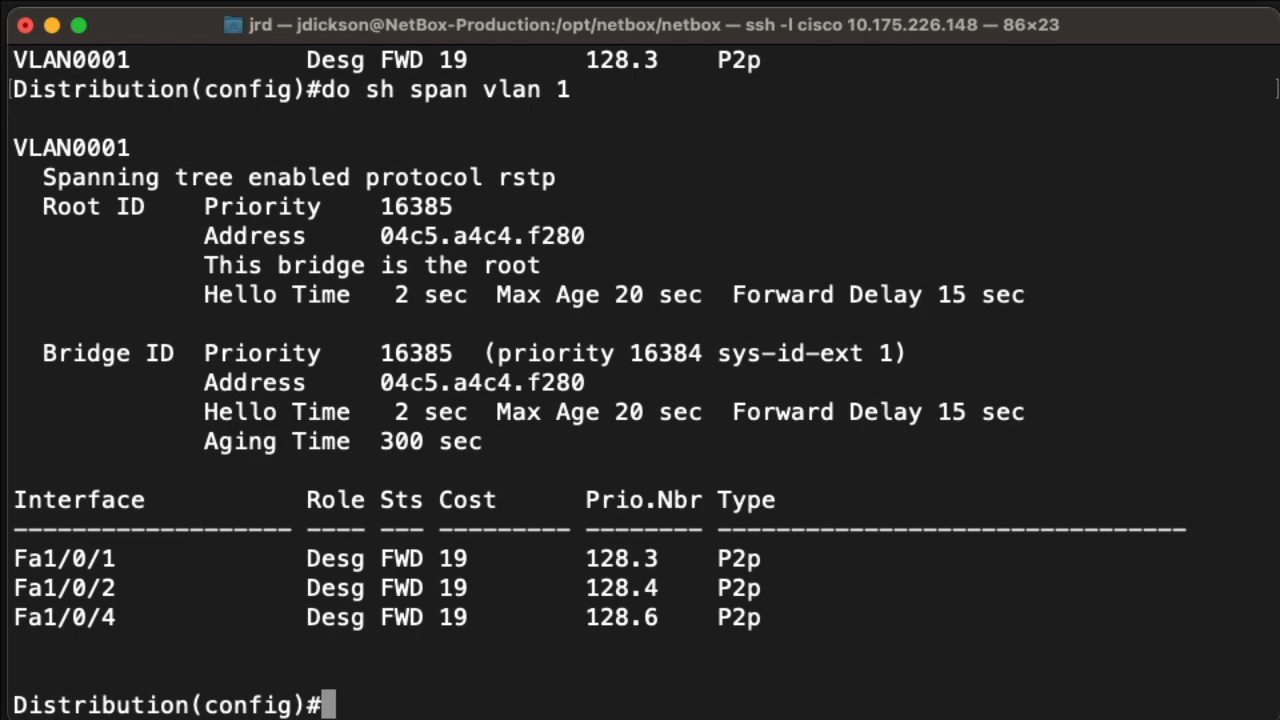 jrd — jdickson@NetBox-Production:/opt/netbox/netbox — ssh -l cisco 10.175.226.148 — 86×23
VLAN0001            Desg FWD 19        128.3    P2p
[Distribution(config)#do sh span vlan 1                                               ]

VLAN0001
  Spanning tree enabled protocol rstp
  Root ID    Priority    16385
             Address     04c5.a4c4.f280
             This bridge is the root
             Hello Time   2 sec  Max Age 20 sec  Forward Delay 15 sec

  Bridge ID  Priority    16385  (priority 16384 sys-id-ext 1)
             Address     04c5.a4c4.f280
             Hello Time   2 sec  Max Age 20 sec  Forward Delay 15 sec
             Aging Time  300 sec

Interface           Role Sts Cost      Prio.Nbr Type
------------------- ---- --- --------- -------- --------------------------------
Fa1/0/1             Desg FWD 19        128.3    P2p
Fa1/0/2             Desg FWD 19        128.4    P2p
Fa1/0/4             Desg FWD 19        128.6    P2p

Distribution(config)#